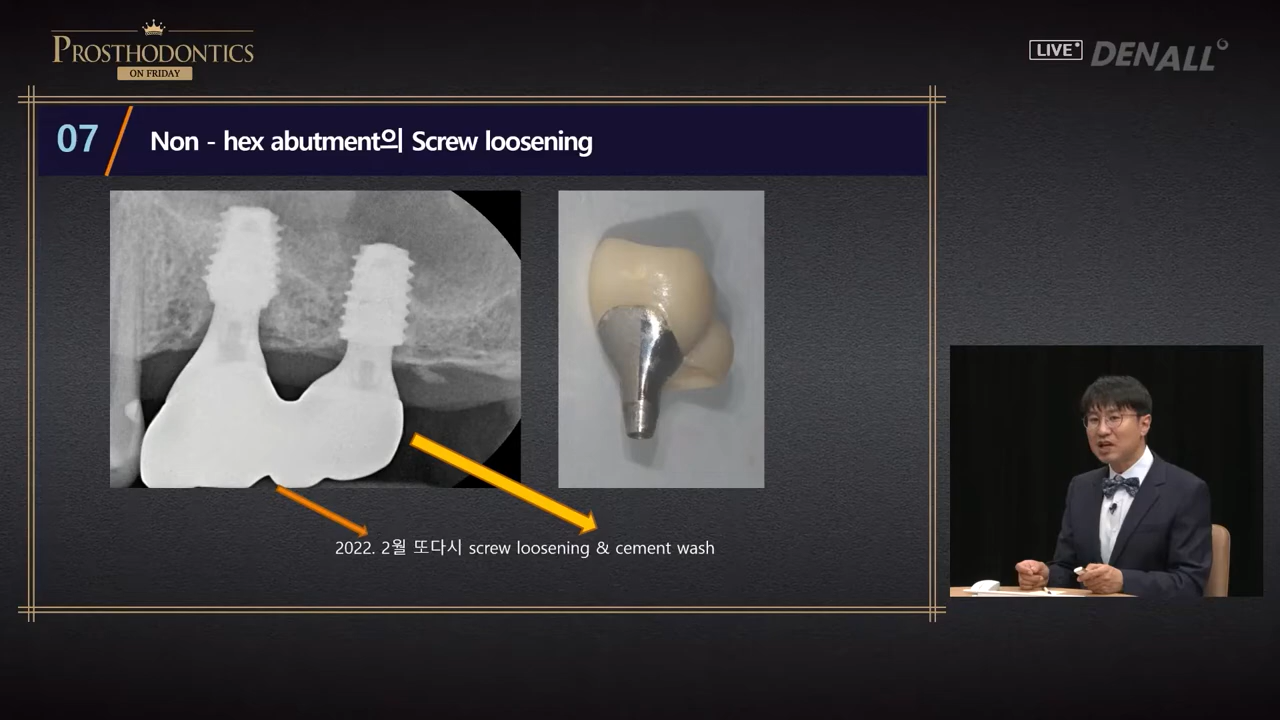 PROSTHODONTICS
ON FRIDAY
LIVE
DENALL
07
Non - hex abutment의 Screw loosening
2022. 2월 또다시 screw loosening & cement wash